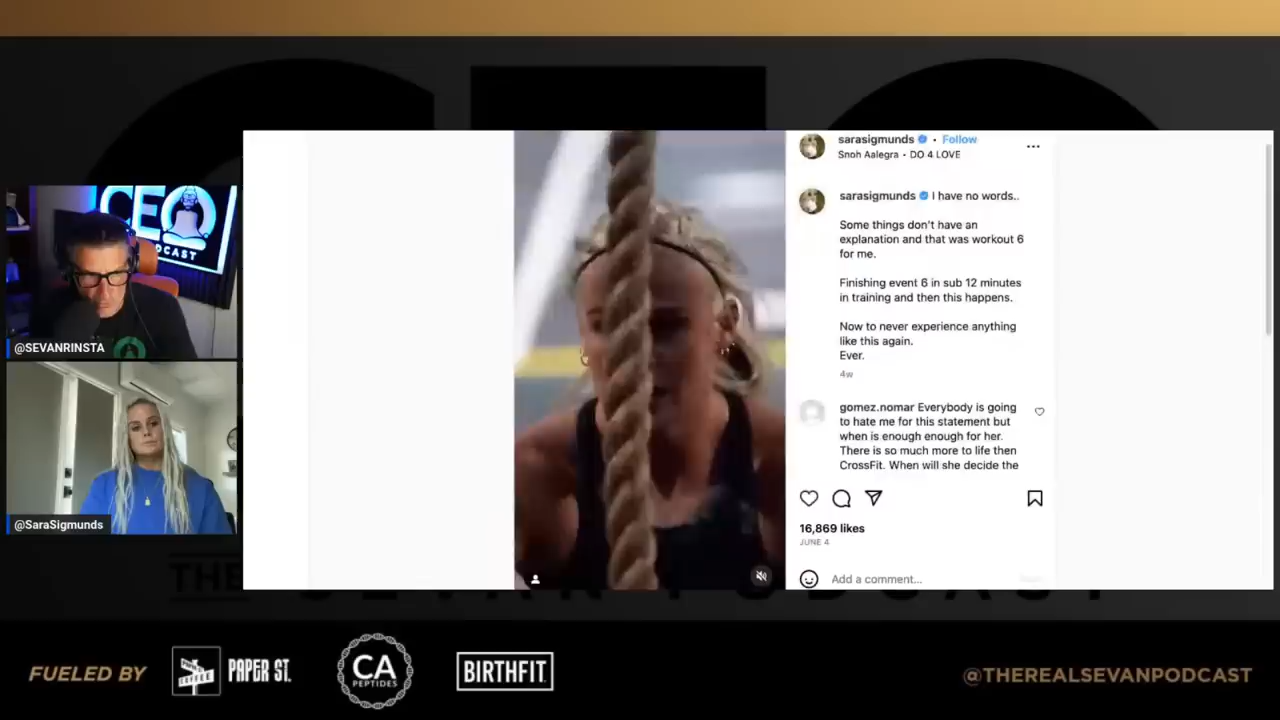 CEO
PODCAST
@SEVANRINSTA
@SaraSigmunds
sarasigmunds • Follow
Snoh Aalegra • DO 4 LOVE
...
sarasigmunds I have no words..
Some things don't have an
explanation and that was workout 6
for me.
Finishing event 6 in sub 12 minutes
in training and then this happens.
Now to never experience anything
like this again.
Ever.
4w
gomez.nomar Everybody is going
to hate me for this statement but
when is enough enough for her.
There is so much more to life then
CrossFit. When will she decide the
16,869 likes
JUNE 4
Add a comment...
THE
FUELED BY
PAPER ST.
CA
PEPTIDES
BIRTHFIT
@THEREALSEVANPODCAST